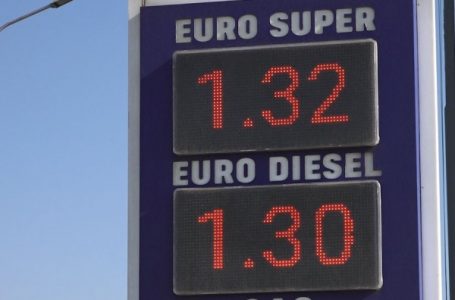 EURO SUPER
1.32
EURO DIESEL
1.30